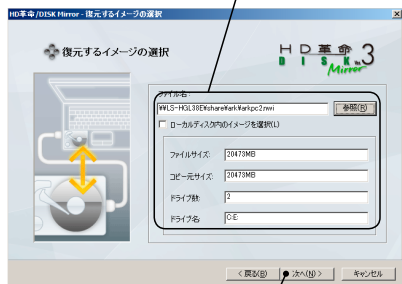 HD革命/DISK Mirror - 復元するイメージの選択
復元するイメージの選択
HD革命
DISK Ver.3
Mirror
ファイル名:
¥¥LS-HGL38E¥share¥ark¥arkpc2.nwi
参照(R)
ローカルディスク内のイメージを選択(L)
ファイルサイズ: 20473MB
コピー元サイズ: 20473MB
ドライブ数: 2
ドライブ名: C:E:
< 戻る(B)
次へ(N) >
キャンセル